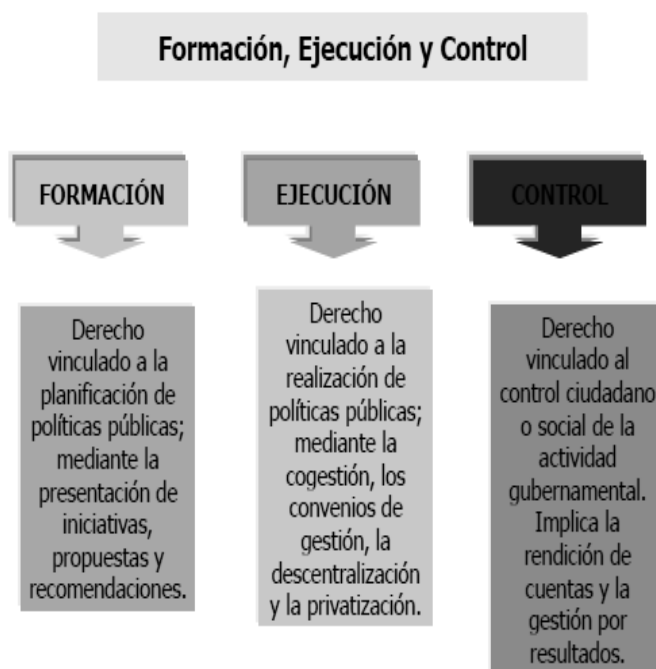 Formación, Ejecución y Control
FORMACIÓN
Derecho
vinculado a la
planificación de
políticas públicas;
mediante la
presentación de
iniciativas,
propuestas y
recomendaciones.
EJECUCIÓN
Derecho
vinculado a la
realización de
políticas públicas;
mediante la
cogestión, los
convenios de
gestión, la
descentralización
y la privatización.
CONTROL
Derecho
vinculado al
control ciudadano
o social de la
actividad
gubernamental.
Implica la
rendición de
cuentas y la
gestión por
resultados.